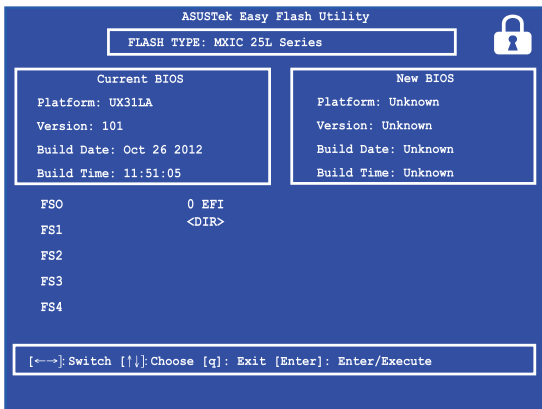 ASUSTek Easy Flash Utility
FLASH TYPE: MXIC 25L Series
Current BIOS
Platform: UX31LA
Version: 101
Build Date: Oct 26 2012
Build Time: 11:51:05
New BIOS
Platform: Unknown
Version: Unknown
Build Date: Unknown
Build Time: Unknown
FSO
FS1
FS2
FS3
FS4
0 EFI
<DIR>
[←→]: Switch [↑↓]: Choose [q]: Exit [Enter]: Enter/Execute